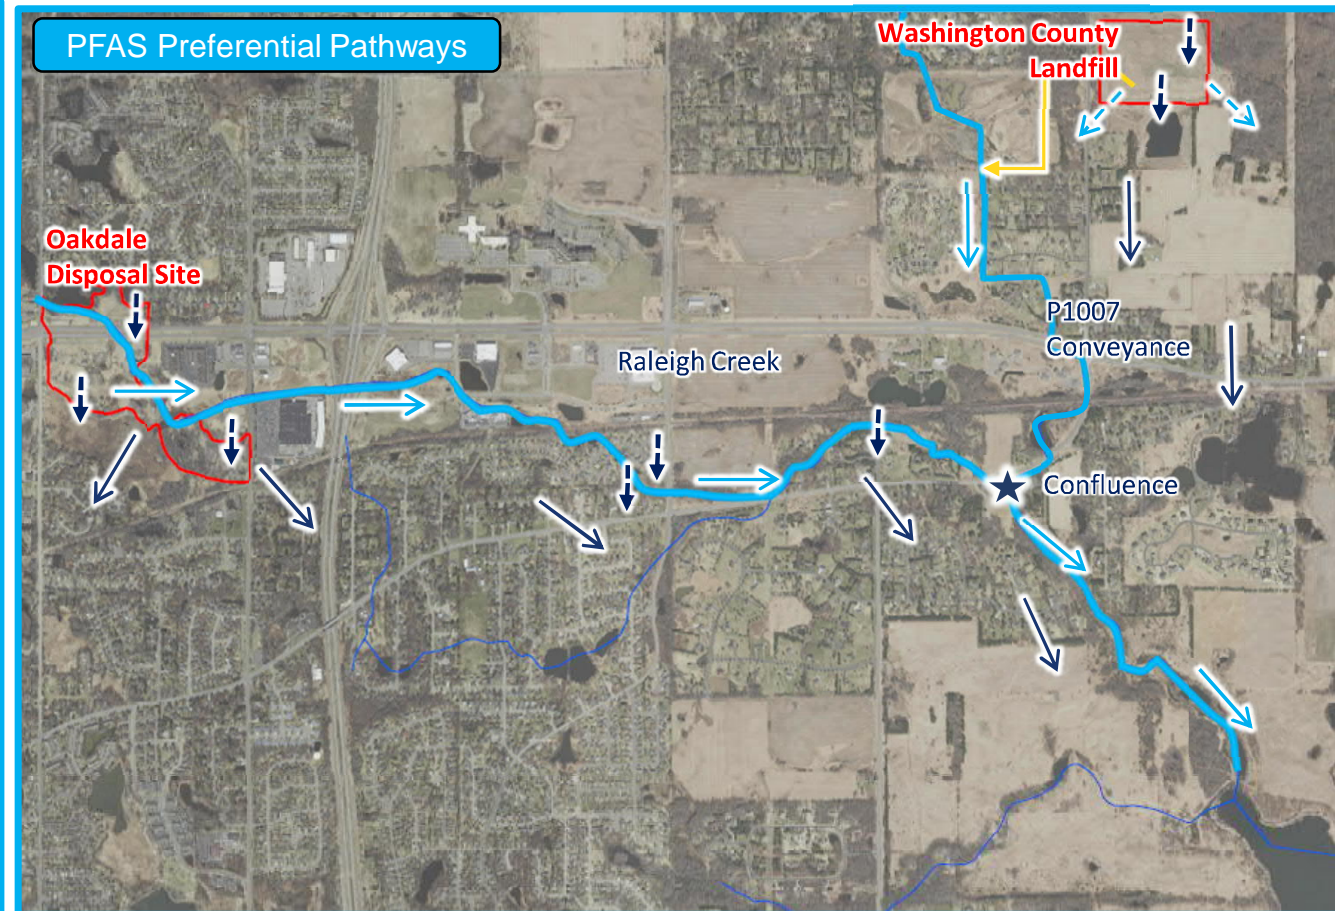 PFAS Preferential Pathways
Washington County
Landfill
Oakdale
Disposal Site
P1007
Conveyance
Raleigh Creek
Confluence